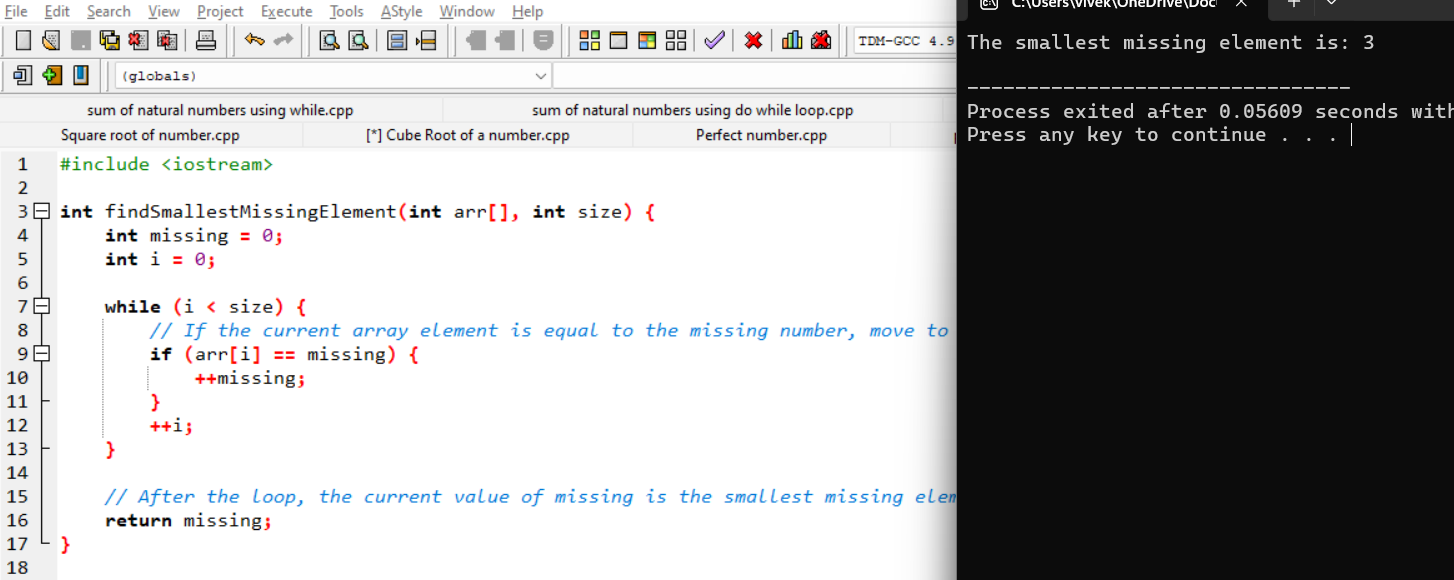 File Edit Search View Project Execute Tools AStyle Window Help
TDM-GCC 4.9
(globals)
sum of natural numbers using while.cpp sum of natural numbers using do while loop.cpp
Square root of number.cpp [*] Cube Root of a number.cpp Perfect number.cpp
1 #include <iostream>
2
3 int findSmallestMissingElement(int arr[], int size) {
4 int missing = 0;
5 int i = 0;
6
7 while (i < size) {
8 // If the current array element is equal to the missing number, move to
9 if (arr[i] == missing) {
10 ++missing;
11 }
12 ++i;
13 }
14
15 // After the loop, the current value of missing is the smallest missing elem
16 return missing;
17 }
18
C:\Users\vivek\OneDrive\Doc
The smallest missing element is: 3
--------------------------------
Process exited after 0.05609 seconds with
Press any key to continue . . .